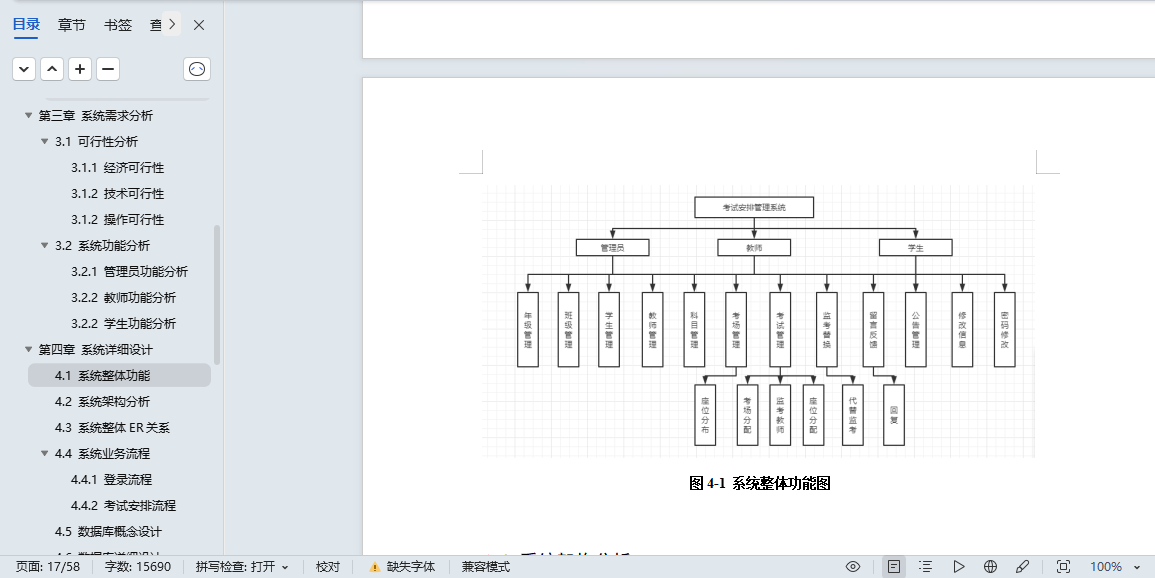 目录 章节 书签 查
第三章 系统需求分析
3.1 可行性分析
3.1.1 经济可行性
3.1.2 技术可行性
3.1.2 操作可行性
3.2 系统功能分析
3.2.1 管理员功能分析
3.2.2 教师功能分析
3.2.2 学生功能分析
第四章 系统详细设计
4.1 系统整体功能
4.2 系统架构分析
4.3 系统整体 ER 关系
4.4 系统业务流程
4.4.1 登录流程
4.4.2 考试安排流程
4.5 数据库概念设计
4.6 数据库详细设计
考试安排管理系统
管理员
教师
学生
年级管理
班级管理
学生管理
教师管理
科目管理
考场管理
考试管理
监考替换
留言反馈
公告管理
修改信息
密码修改
座位分布
考场分配
监考教师
座位分配
代替监考
回复
图 4-1 系统整体功能图
系统架构分析
页面: 17/58 字数: 15690 拼写检查: 打开 校对 缺失字体 兼容模式 100%